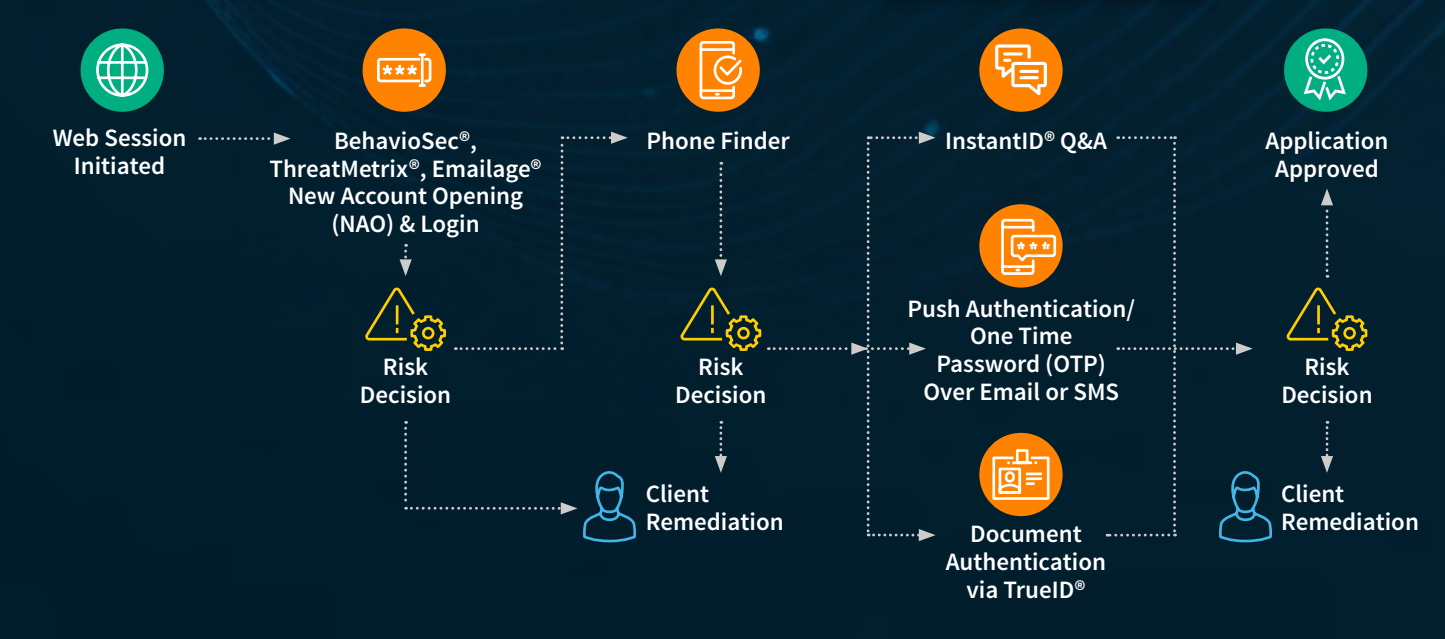 Web Session
Initiated
BehavioSec®,
ThreatMetrix®, Emailage®
New Account Opening
(NAO) & Login
Risk
Decision
Phone Finder
Risk
Decision
Client
Remediation
InstantID® Q&A
Push Authentication/
One Time
Password (OTP)
Over Email or SMS
Document
Authentication
via TrueID®
Application
Approved
Risk
Decision
Client
Remediation